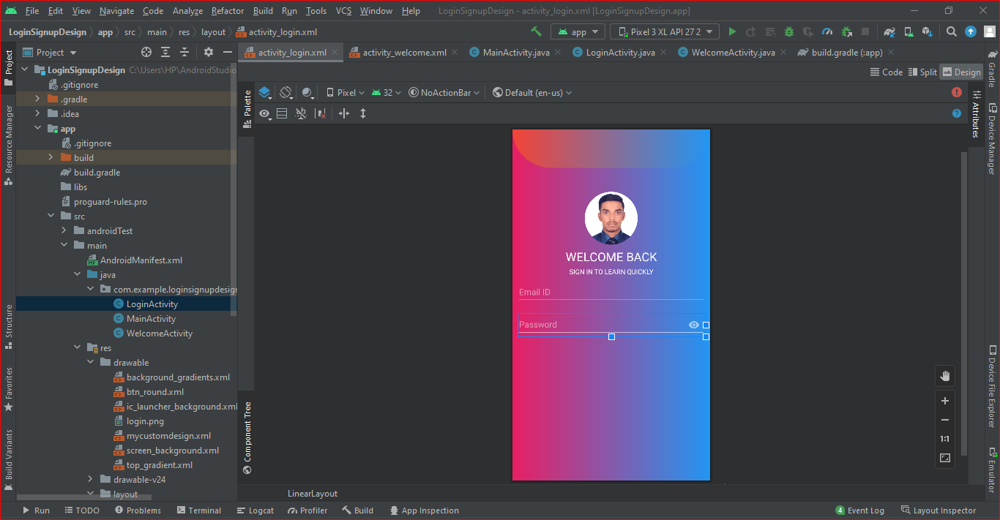 File Edit View Navigate Code Analyze Refactor Build Run Tools VCS Window Help LoginSignupDesign - activity_login.xml [LoginSignupDesign.app]
LoginSignupDesign app src main res layout activity_login.xml app Pixel 3 XL API 27 2
Project activity_login.xml activity_welcome.xml MainActivity.java LoginActivity.java WelcomeActivity.java build.gradle (:app)
Code Split Design
Pixel 32 NoActionBar Default (en-us)
LoginSignupDesign C:\Users\HP\AndroidStudio
.gitignore
.gradle
.idea
app
.gitignore
build
build.gradle
libs
proguard-rules.pro
src
androidTest
main
AndroidManifest.xml
java
com.example.loginsignupdesign
LoginActivity
MainActivity
WelcomeActivity
res
drawable
background_gradients.xml
btn_round.xml
ic_launcher_background.xml
login.png
mycustomdesign.xml
screen_background.xml
top_gradient.xml
drawable-v24
layout
Project
Resource Manager
Structure
Favorites
Build Variants
Palette
Component Tree
WELCOME BACK
SIGN IN TO LEARN QUICKLY
Email ID
Password
1:1
LinearLayout
Attributes
Gradle
Device Manager
Device File Explorer
Emulator
Run TODO Problems Terminal Logcat Profiler Build App Inspection 4 Event Log Layout Inspector